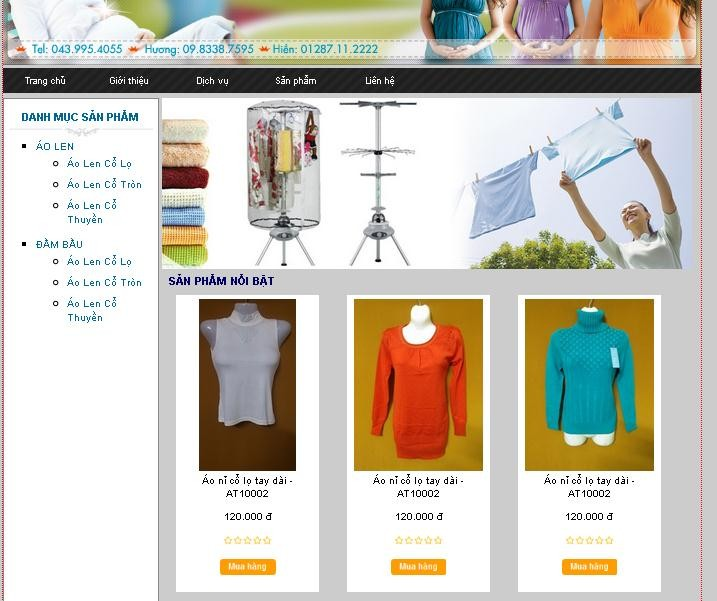 Tel: 043.995.4055 Hương: 09.8338.7595 Hiền: 01287.11.2222
Trang chủ Giới thiệu Dịch vụ Sản phẩm Liên hệ
DANH MỤC SẢN PHẨM
ÁO LEN
Áo Len Cổ Lọ
Áo Len Cổ Tròn
Áo Len Cổ
Thuyền
ĐẦM BẦU
Áo Len Cổ Lọ
Áo Len Cổ Tròn
Áo Len Cổ
Thuyền
SẢN PHẨM NỔI BẬT
Áo nỉ cổ lọ tay dài -
AT10002
120.000 đ
Mua hàng
Áo nỉ cổ lọ tay dài -
AT10002
120.000 đ
Mua hàng
Áo nỉ cổ lọ tay dài -
AT10002
120.000 đ
Mua hàng